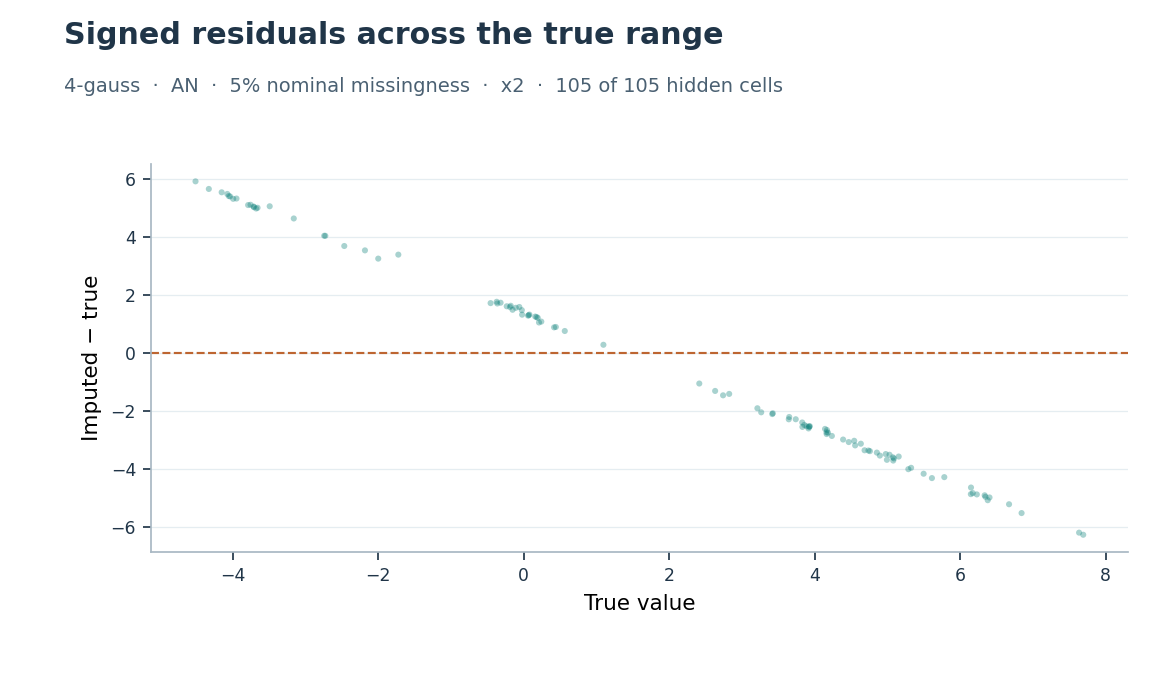 Signed residuals across the true range
4-gauss · AN · 5% nominal missingness · x2 · 105 of 105 hidden cells
Imputed − true
6
4
2
0
−2
−4
−6
−4 −2 0 2 4 6 8
True value